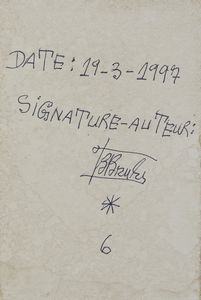 DATE: 19-3-1997
SIGNATURE-AUTEUR:
*
6